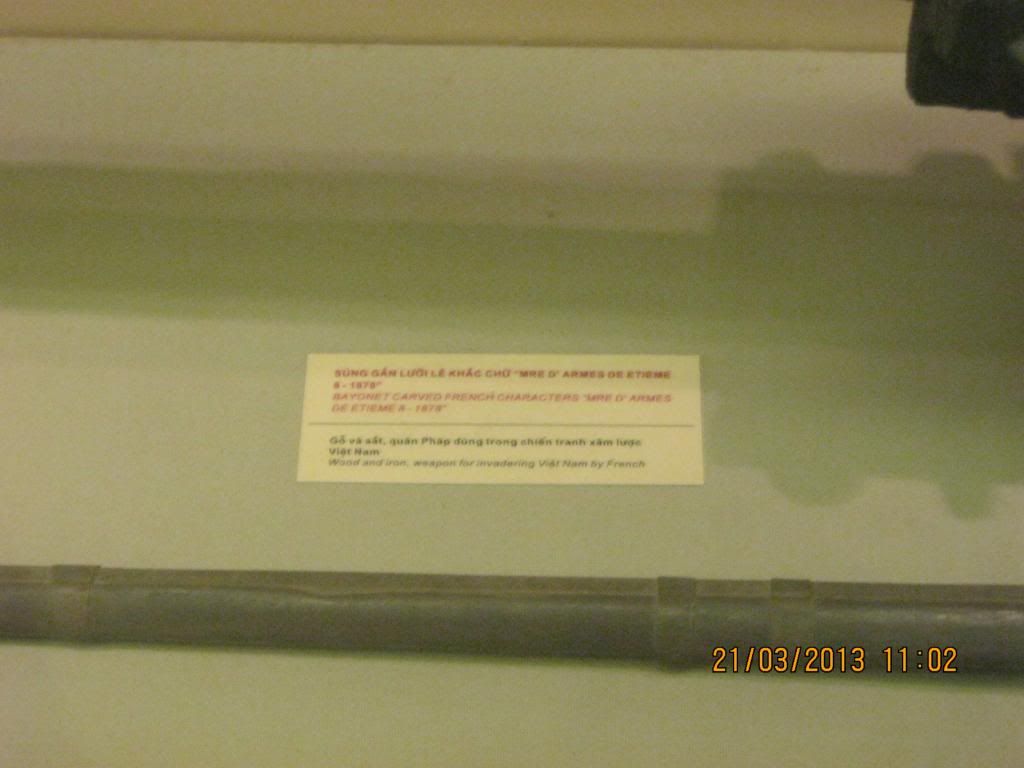 SÚNG GẮN LƯỠI LÊ KHẮC CHỮ "MRE D' ARMES DE ETIEME
8 - 1878"
BAYONET CARVED FRENCH CHARACTERS "MRE D' ARMES
DE ETIEME 8 - 1878"
Gỗ và sắt, quân Pháp dùng trong chiến tranh xâm lược
Việt Nam
Wood and iron, weapon for invadering Việt Nam by French
21/03/2013 11:02